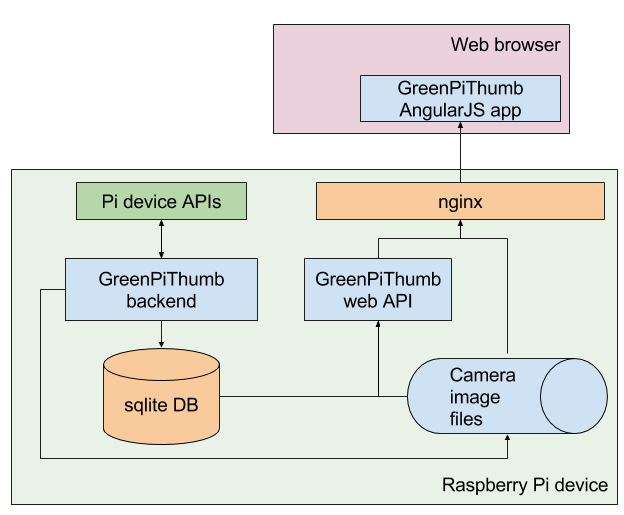 Web browser
GreenPiThumb
AngularJS app
Pi device APIs
nginx
GreenPiThumb
backend
GreenPiThumb
web API
sqlite DB
Camera
image
files
Raspberry Pi device